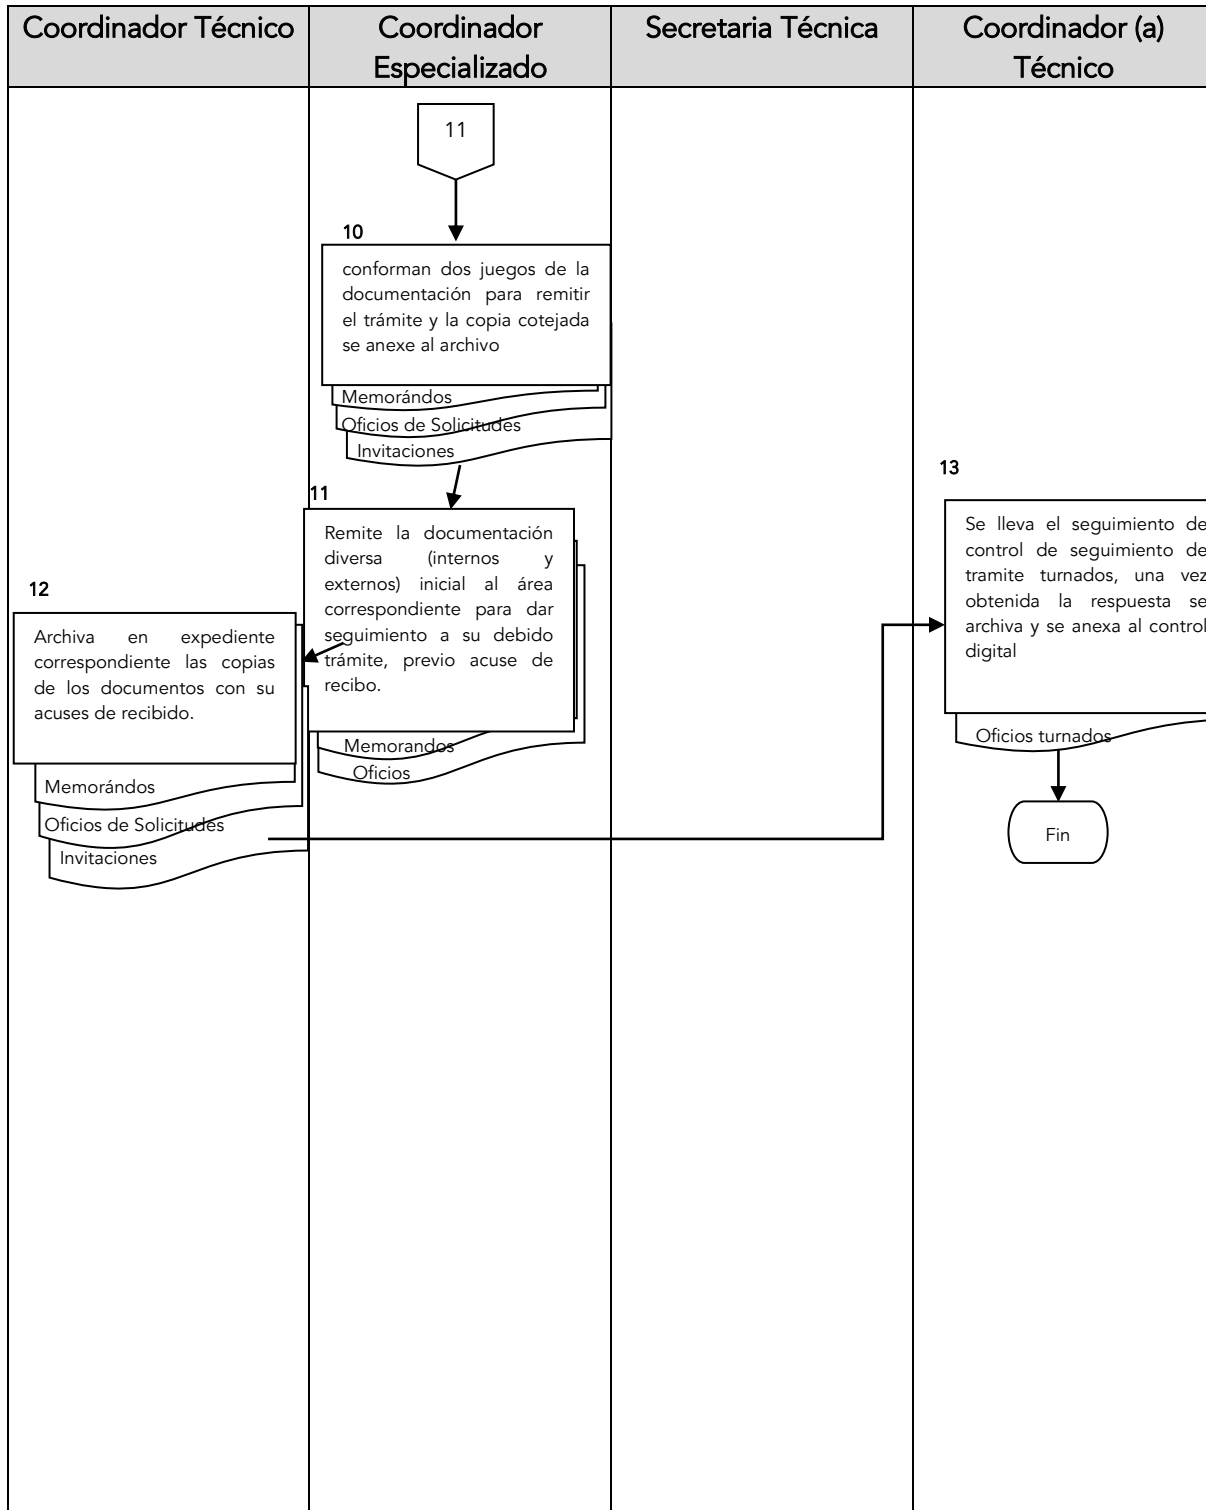 Coordinador Técnico
Coordinador
Especializado
Secretaria Técnica
Coordinador (a)
Técnico
11
10
conforman dos juegos de la
documentación para remitir
el trámite y la copia cotejada
se anexe al archivo
Memorándos
Oficios de Solicitudes
Invitaciones
11
Remite la documentación
diversa (internos y
externos) inicial al área
correspondiente para dar
seguimiento a su debido
trámite, previo acuse de
recibo.
Memorandos
Oficios
12
Archiva en expediente
correspondiente las copias
de los documentos con su
acuses de recibido.
Memorándos
Oficios de Solicitudes
Invitaciones
13
Se lleva el seguimiento de
control de seguimiento de
tramite turnados, una vez
obtenida la respuesta se
archiva y se anexa al control
digital
Oficios turnados
Fin